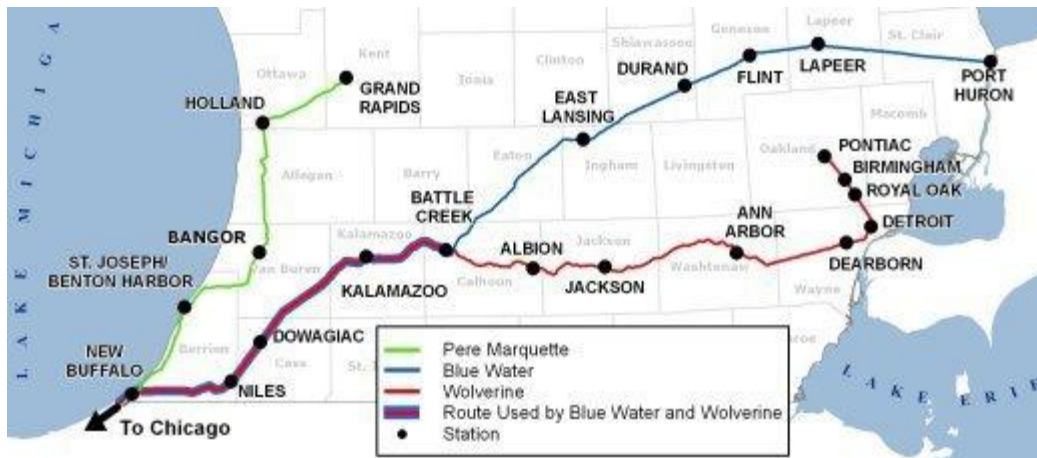 LAKE MICHIGA
Kent
Ottawa
GRAND
RAPIDS
HOLLAND
Ionia
Clinton
Shiawassee
Genesee
Lapeer
St. Clair
DURAND
FLINT
LAPEER
PORT
HURON
EAST
LANSING
Macomb
Oakland
PONTIAC
BIRMINGHAM
ROYAL OAK
DETROIT
DEARBORN
Allegan
Barry
Eaton
Ingham
Livingston
BATTLE
CREEK
BANGOR
Van Buren
Kalamazoo
KALAMAZOO
Calhoun
ALBION
Jackson
JACKSON
ANN
ARBOR
Washtenaw
Wayne
ST. JOSEPH/
BENTON HARBOR
NEW
BUFFALO
Berrien
DOWAGIAC
Cass
St.
NILES
To Chicago
Pere Marquette
Blue Water
Wolverine
Route Used by Blue Water and Wolverine
Station
roe
LAKE ERIE